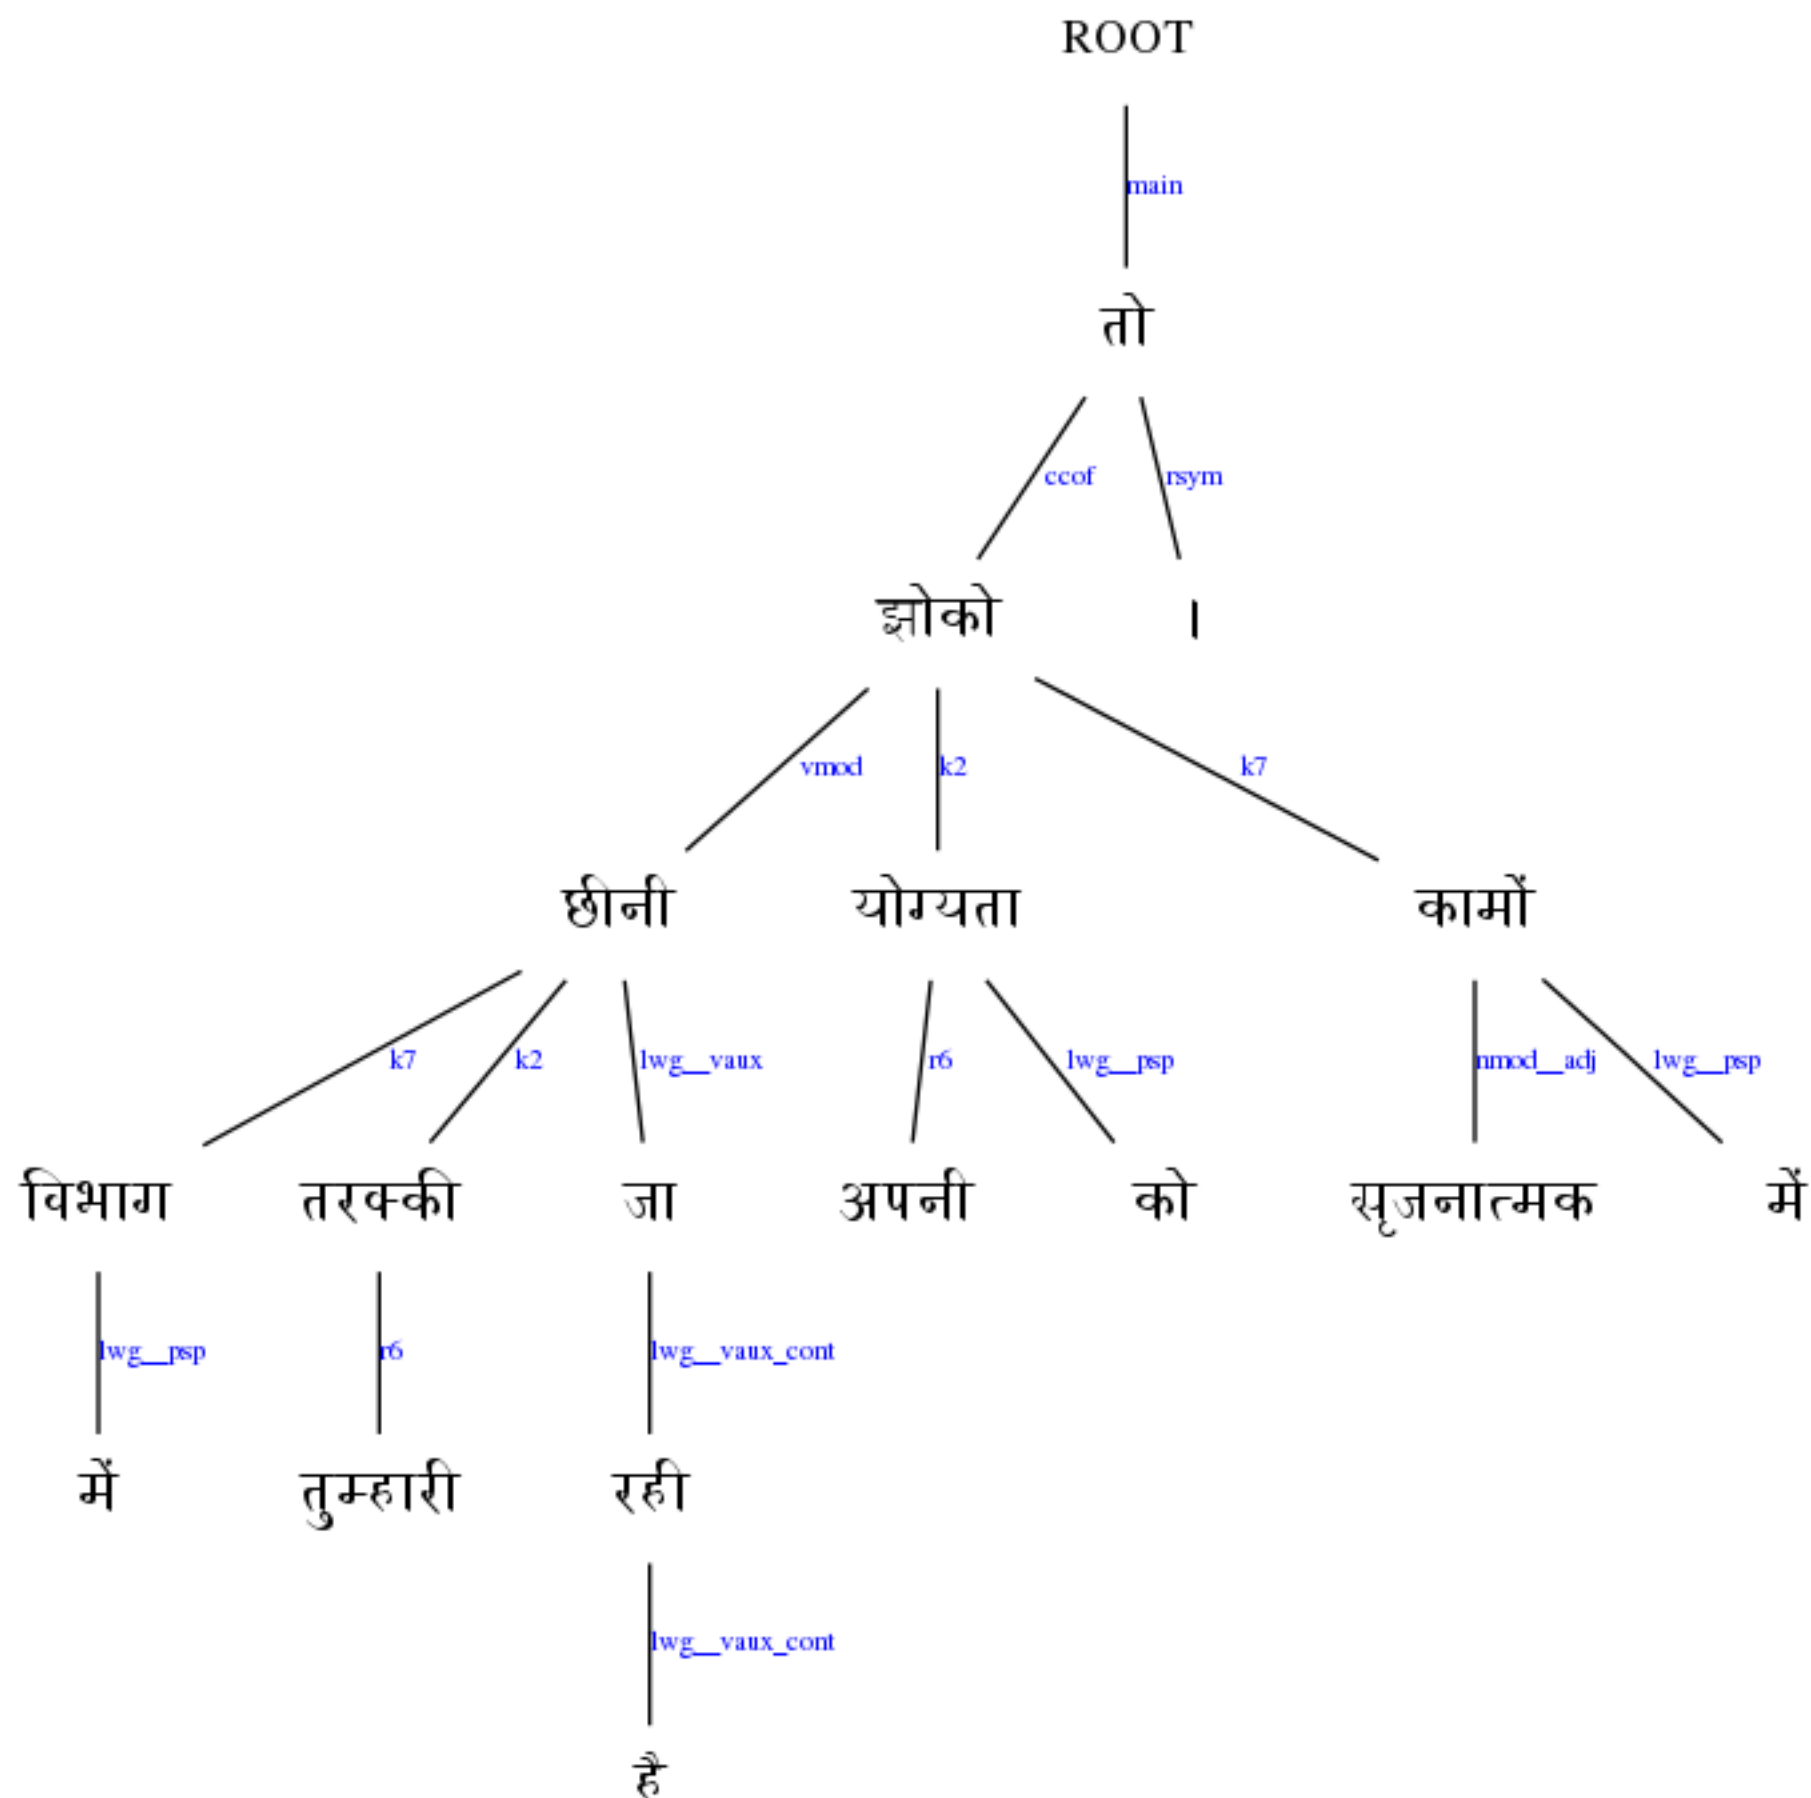 ROOT
main
तो
ccof rsym
झोको ।
vmod k2 k7
छीनी योग्यता कामों
k7 k2 lwg__vaux r6 lwg__psp nmod__adj lwg__psp
विभाग तरक्की जा अपनी को सृजनात्मक में
lwg__psp r6 lwg__vaux_cont
में तुम्हारी रही
lwg__vaux_cont
है